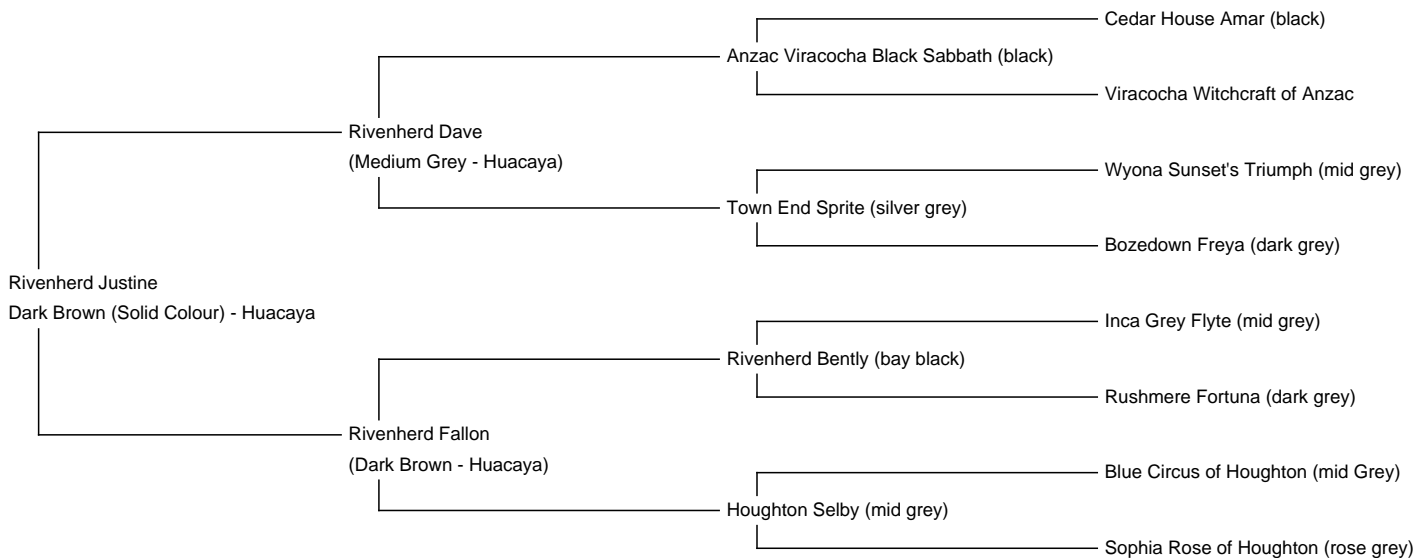 Cedar House Amar (black)
Anzac Viracocha Black Sabbath (black)
Viracocha Witchcraft of Anzac
Rivenherd Dave
(Medium Grey - Huacaya)
Wyona Sunset's Triumph (mid grey)
Town End Sprite (silver grey)
Bozedown Freya (dark grey)
Rivenherd Justine
Dark Brown (Solid Colour) - Huacaya
Inca Grey Flyte (mid grey)
Rivenherd Bently (bay black)
Rushmere Fortuna (dark grey)
Rivenherd Fallon
(Dark Brown - Huacaya)
Blue Circus of Houghton (mid Grey)
Houghton Selby (mid grey)
Sophia Rose of Houghton (rose grey)